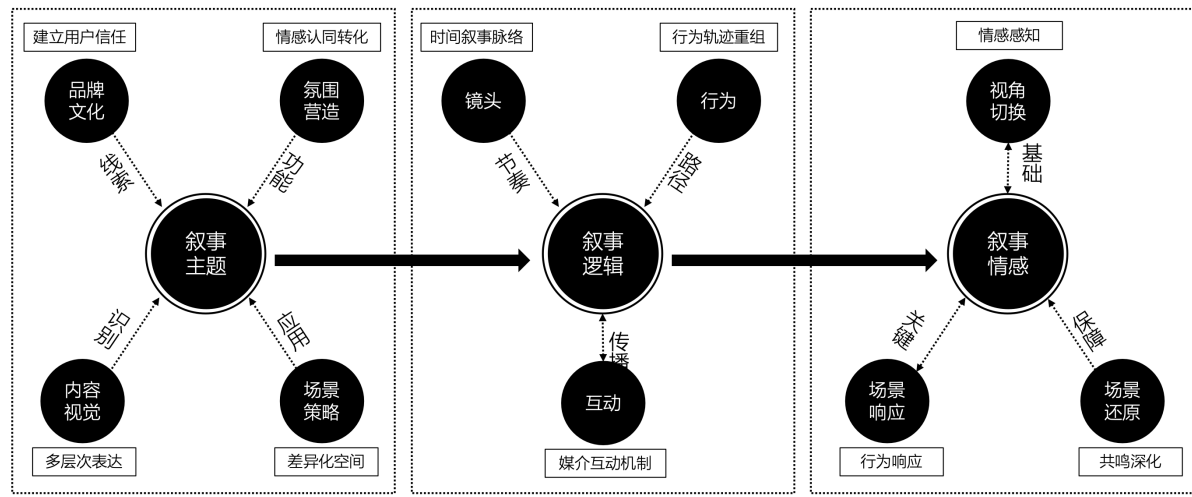 建立用户信任
情感认同转化
品牌
文化
氛围
营造
线索
功能
叙事
主题
识别
应用
内容
视觉
场景
策略
多层次表达
差异化空间
时间叙事脉络
行为轨迹重组
镜头
行为
节奏
路径
叙事
逻辑
传播
互动
媒介互动机制
情感感知
视角
切换
基础
叙事
情感
关键
保障
场景
响应
场景
还原
行为响应
共鸣深化